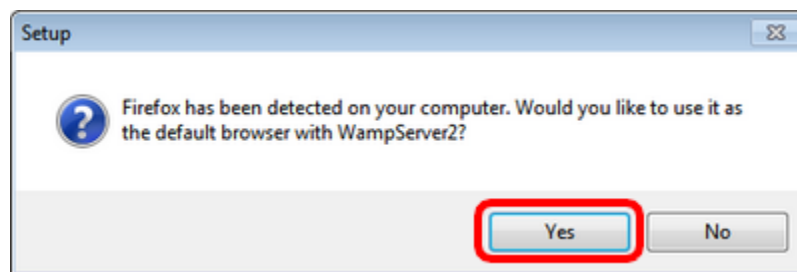 Setup
Firefox has been detected on your computer. Would you like to use it as
the default browser with WampServer2?
Yes
No